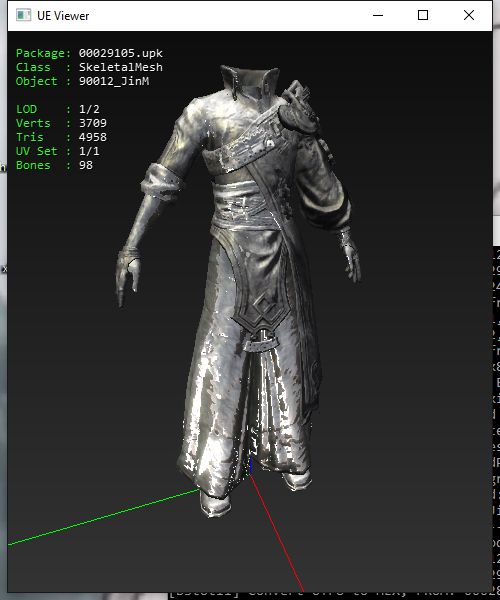 UE Viewer
Package: 00029105.upk
Class  : SkeletalMesh
Object : 90012_JinM
LOD    : 1/2
Verts  : 3709
Tris   : 4958
UV Set : 1/1
Bones  : 98